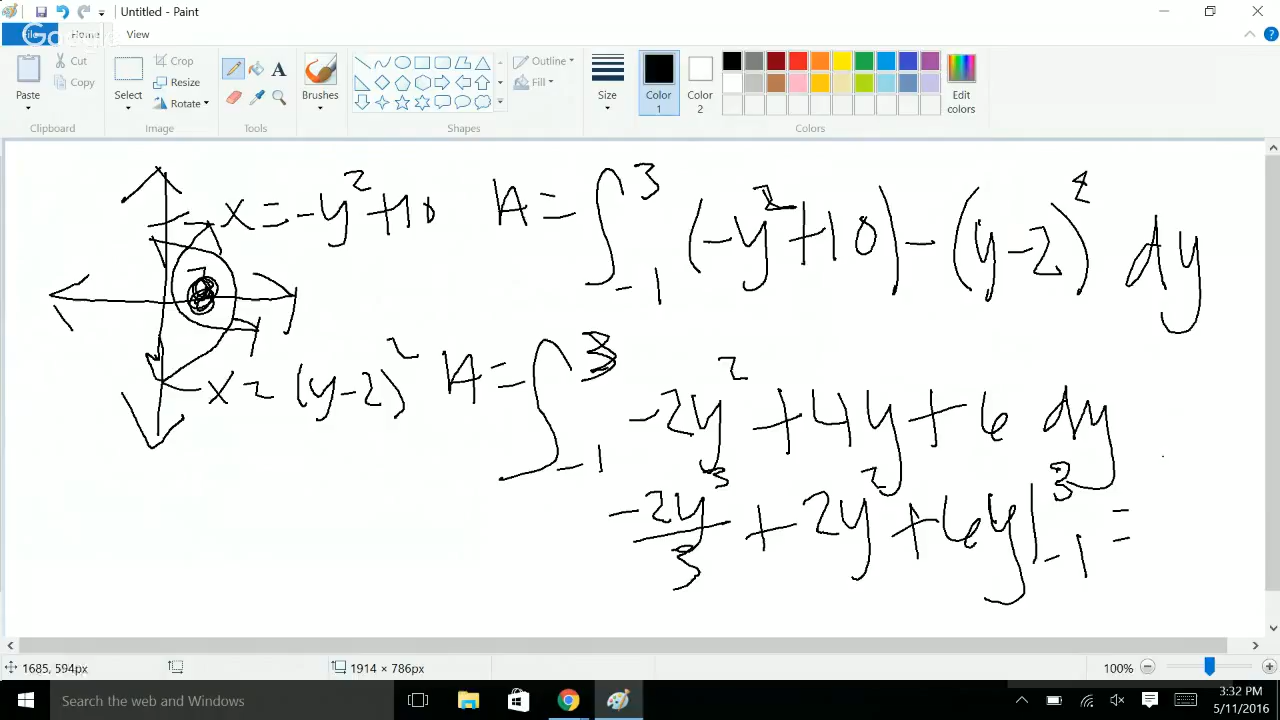 Untitled - Paint
File Home View
Google
Paste
Cut
Copy
Clipboard
Select
Crop
Resize
Rotate
Image
Tools
Brushes
Shapes
Outline
Fill
Size
Color 1
Color 2
Edit colors
Colors
x = -y² + 10
A = ∫₋₁³ (-y² + 10) - (y-2)² dy
x = (y-2)²
A = ∫₋₁³ -2y² + 4y + 6 dy
-2y³/3 + 2y² + 6y |₋₁³ =
1685, 594px
1914 × 786px
100%
Search the web and Windows
3:32 PM
5/11/2016